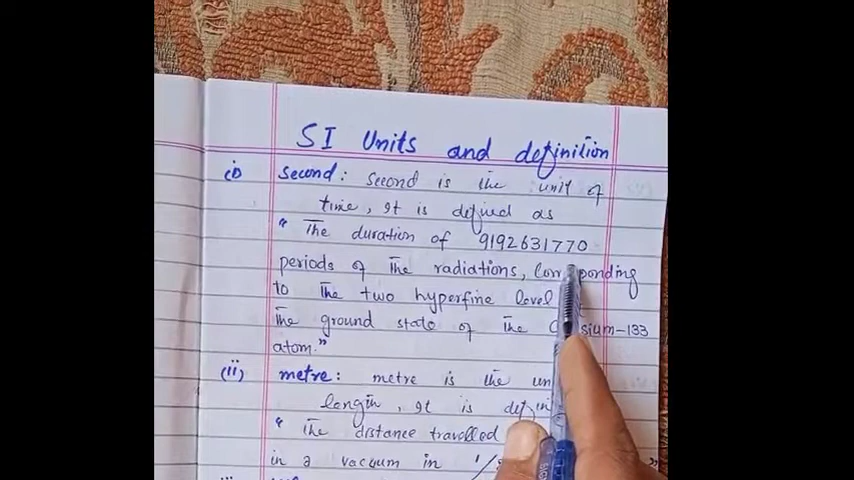 SI Units and definition
(i) second: Second is the unit of
time, It is defined as
" The duration of 9192631770
periods of the radiations, corresponding
to the two hyperfine level
the ground state of the Caesium-133
atom."
(ii) metre: metre is the
length, It is
" The distance travelled
in a vacuum in